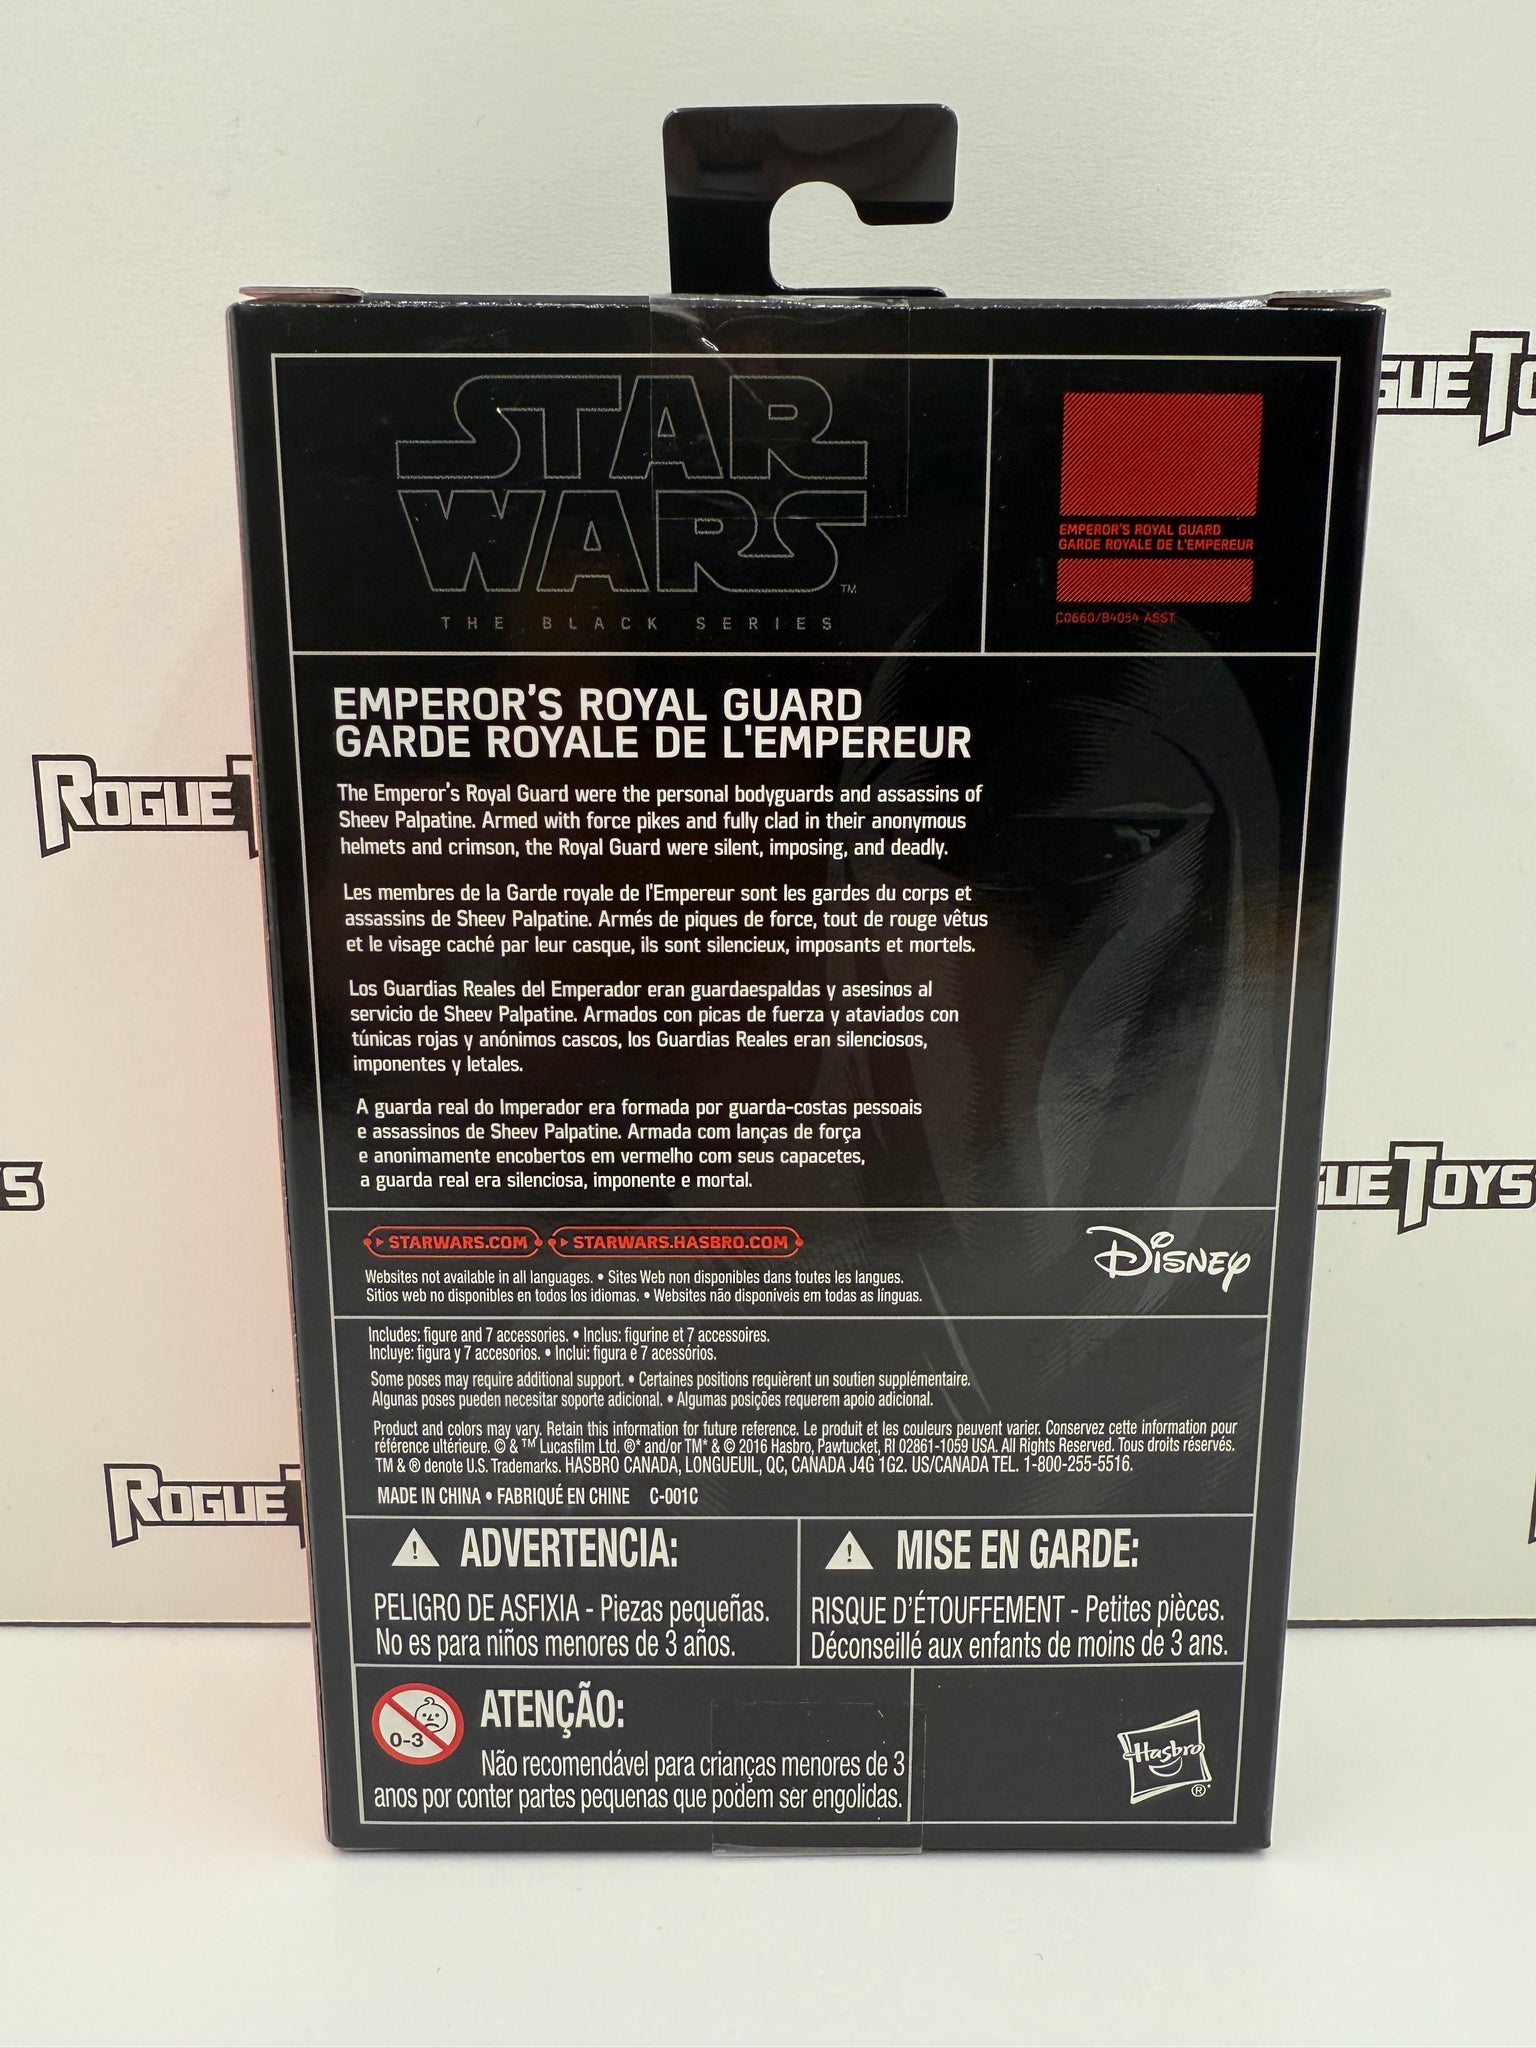 STAR
WARS™
THE BLACK SERIES
EMPEROR'S ROYAL GUARD
GARDE ROYALE DE L'EMPEREUR
C0660/B4054 ASST.
EMPEROR'S ROYAL GUARD
GARDE ROYALE DE L'EMPEREUR
The Emperor's Royal Guard were the personal bodyguards and assassins of
Sheev Palpatine. Armed with force pikes and fully clad in their anonymous
helmets and crimson, the Royal Guard were silent, imposing, and deadly.
Les membres de la Garde royale de l'Empereur sont les gardes du corps et
assassins de Sheev Palpatine. Armés de piques de force, tout de rouge vêtus
et le visage caché par leur casque, ils sont silencieux, imposants et mortels.
Los Guardias Reales del Emperador eran guardaespaldas y asesinos al
servicio de Sheev Palpatine. Armados con picas de fuerza y ataviados con
túnicas rojas y anónimos cascos, los Guardias Reales eran silenciosos,
imponentes y letales.
A guarda real do Imperador era formada por guarda-costas pessoais
e assassinos de Sheev Palpatine. Armada com lanças de força
e anonimamente encobertos em vermelho com seus capacetes,
a guarda real era silenciosa, imponente e mortal.
STARWARS.COM STARWARS.HASBRO.COM
Disney
Websites not available in all languages. • Sites Web non disponibles dans toutes les langues.
Sitios web no disponibles en todos los idiomas. • Websites não disponíveis em todas as línguas.
Includes: figure and 7 accessories. • Inclus: figurine et 7 accessoires.
Incluye: figura y 7 accesorios. • Inclui: figura e 7 acessórios.
Some poses may require additional support. • Certaines positions requièrent un soutien supplémentaire.
Algunas poses pueden necesitar soporte adicional. • Algumas posições requerem apoio adicional.
Product and colors may vary. Retain this information for future reference. Le produit et les couleurs peuvent varier. Conservez cette information pour
référence ultérieure. © & ™ Lucasfilm Ltd. ®* and/or TM* & © 2016 Hasbro, Pawtucket, RI 02861-1059 USA. All Rights Reserved. Tous droits réservés.
TM & ® denote U.S. Trademarks. HASBRO CANADA, LONGUEUIL, QC, CANADA J4G 1G2. US/CANADA TEL. 1-800-255-5516.
MADE IN CHINA • FABRIQUÉ EN CHINE C-001C
ADVERTENCIA:
PELIGRO DE ASFIXIA - Piezas pequeñas.
No es para niños menores de 3 años.
MISE EN GARDE:
RISQUE D'ÉTOUFFEMENT - Petites pièces.
Déconseillé aux enfants de moins de 3 ans.
0-3
ATENÇÃO:
Não recomendável para crianças menores de 3
anos por conter partes pequenas que podem ser engolidas.
Hasbro®
ROGUE T
ROGUE T
GUE TO
GUE TOYS
YS